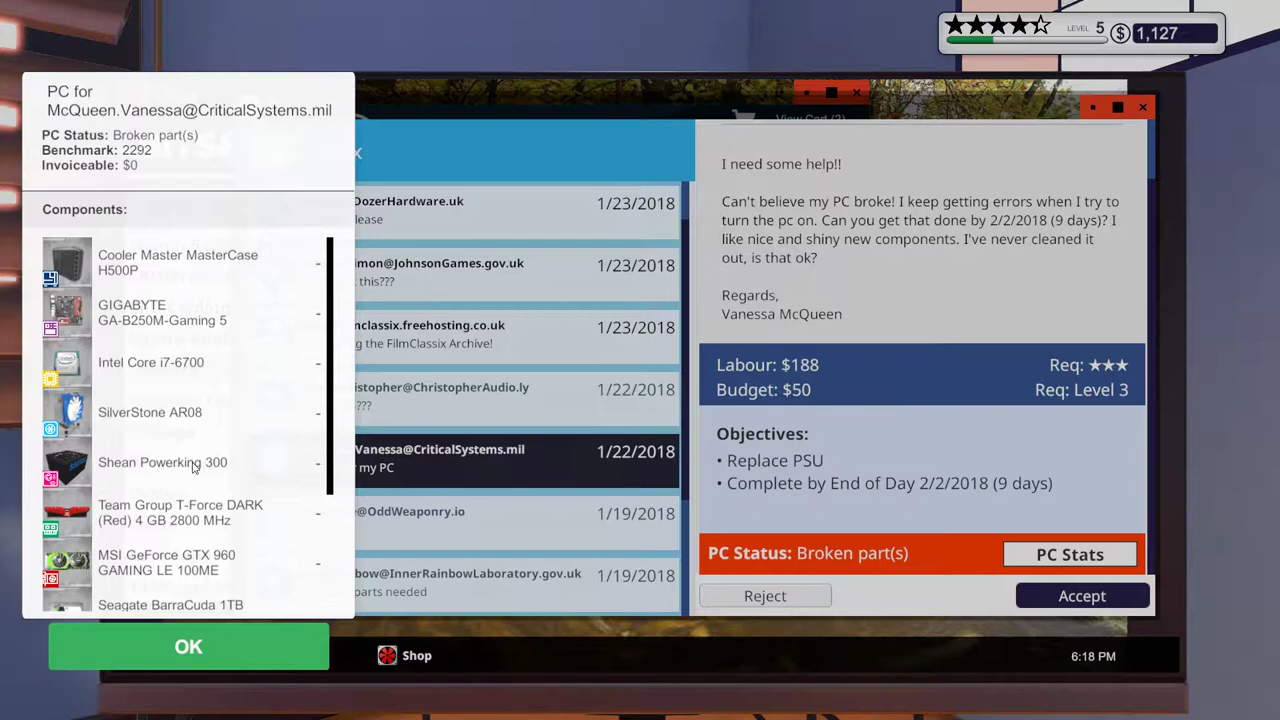 LEVEL 5 $ 1,127
PC for
McQueen.Vanessa@CriticalSystems.mil
PC Status: Broken part(s)
Benchmark: 2292
Invoiceable: $0
Components:
Cooler Master MasterCase
H500P
-
GIGABYTE
GA-B250M-Gaming 5
-
Intel Core i7-6700 -
SilverStone AR08 -
Shean Powerking 300 -
Team Group T-Force DARK
(Red) 4 GB 2800 MHz
-
MSI GeForce GTX 960
GAMING LE 100ME
-
Seagate BarraCuda 1TB
OK
View Cart (2)
x
DozerHardware.uk 1/23/2018
lease
imon@JohnsonGames.gov.uk 1/23/2018
this???
nclassix.freehosting.co.uk 1/23/2018
g the FilmClassix Archive!
istopher@ChristopherAudio.ly 1/22/2018
???
Vanessa@CriticalSystems.mil 1/22/2018
my PC
@OddWeaponry.io 1/19/2018
bow@InnerRainbowLaboratory.gov.uk 1/19/2018
parts needed
I need some help!!
Can't believe my PC broke! I keep getting errors when I try to
turn the pc on. Can you get that done by 2/2/2018 (9 days)? I
like nice and shiny new components. I've never cleaned it
out, is that ok?
Regards,
Vanessa McQueen
Labour: $188 Req: ★★★
Budget: $50 Req: Level 3
Objectives:
• Replace PSU
• Complete by End of Day 2/2/2018 (9 days)
PC Status: Broken part(s) PC Stats
Reject Accept
Shop 6:18 PM